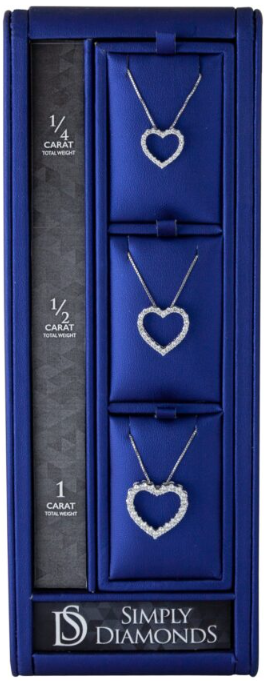 1/4
CARAT
TOTAL WEIGHT
1/2
CARAT
TOTAL WEIGHT
1
CARAT
TOTAL WEIGHT
DS SIMPLY
DIAMONDS